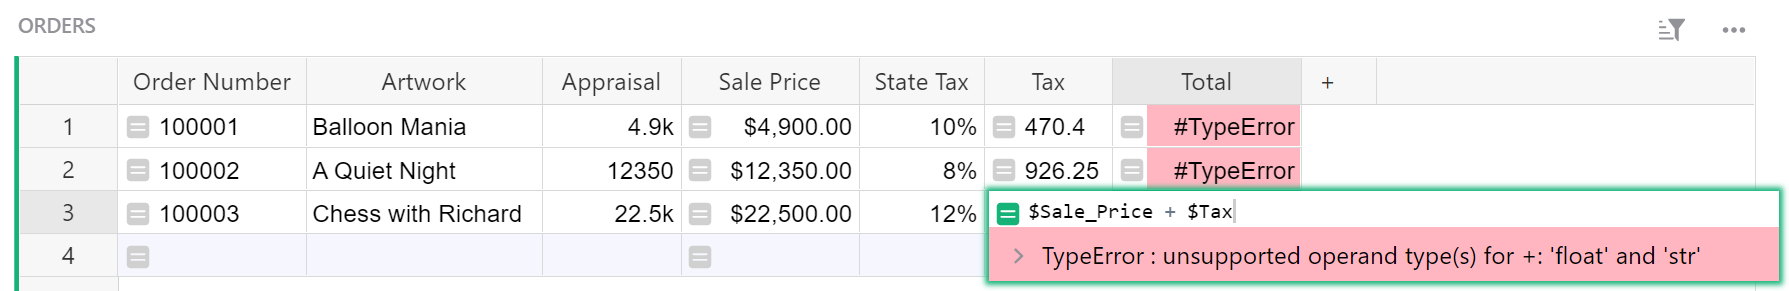 ORDERS
Order Number Artwork Appraisal Sale Price State Tax Tax Total +
1 100001 Balloon Mania 4.9k $4,900.00 10% 470.4 #TypeError
2 100002 A Quiet Night 12350 $12,350.00 8% 926.25 #TypeError
3 100003 Chess with Richard 22.5k $22,500.00 12% $Sale_Price + $Tax
4 TypeError : unsupported operand type(s) for +: 'float' and 'str'